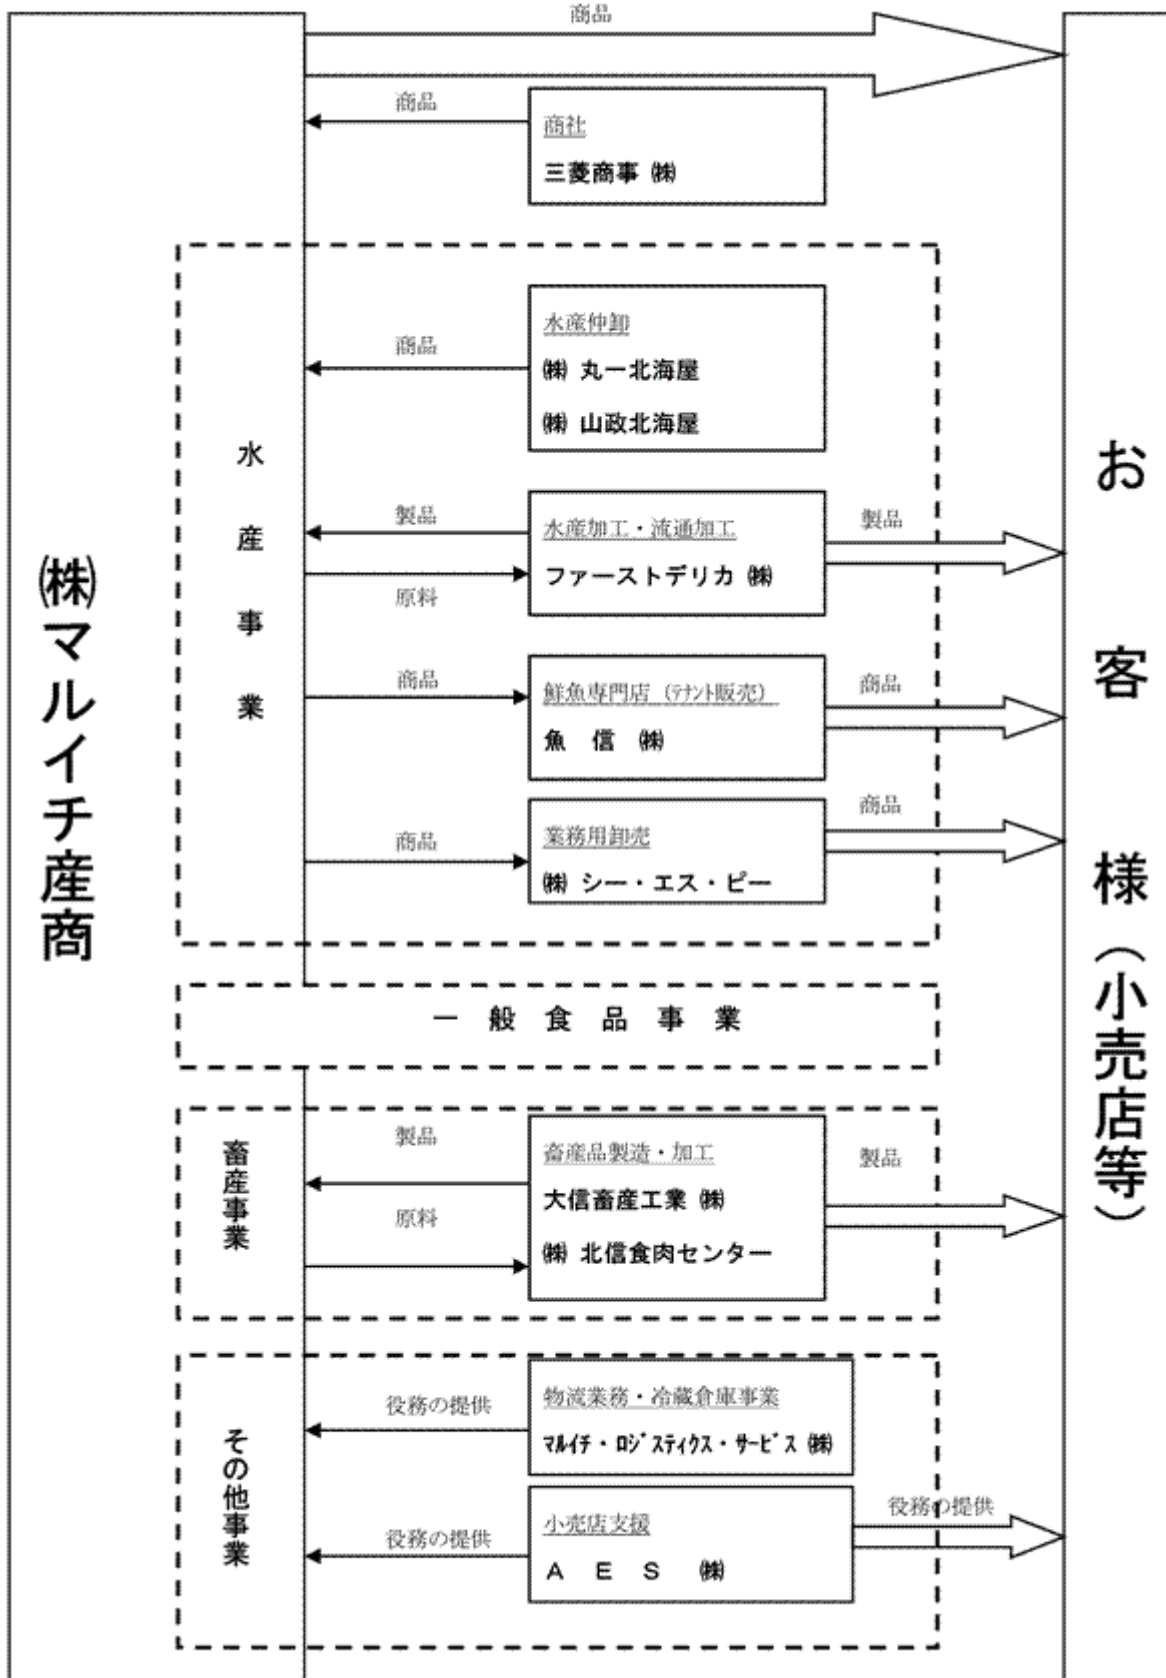 商品
商品
商社
三菱商事 ㈱
水産仲卸
㈱ 丸一北海屋
㈱ 山政北海屋
商品
水産事業
製品
原料
水産加工・流通加工
ファーストデリカ ㈱
製品
商品
鮮魚専門店（ﾃﾅﾝﾄ販売）
魚 信 ㈱
商品
商品
業務用卸売
㈱ シー・エス・ピー
商品
㈱マルイチ産商
お客様（小売店等）
一般食品事業
畜産事業
製品
原料
畜産品製造・加工
大信畜産工業 ㈱
㈱ 北信食肉センター
製品
その他事業
役務の提供
物流業務・冷蔵倉庫事業
ﾏﾙｲﾁ・ﾛｼﾞｽﾃｨｸｽ・ｻｰﾋﾞｽ ㈱
役務の提供
小売店支援
Ａ Ｅ Ｓ ㈱
役務の提供